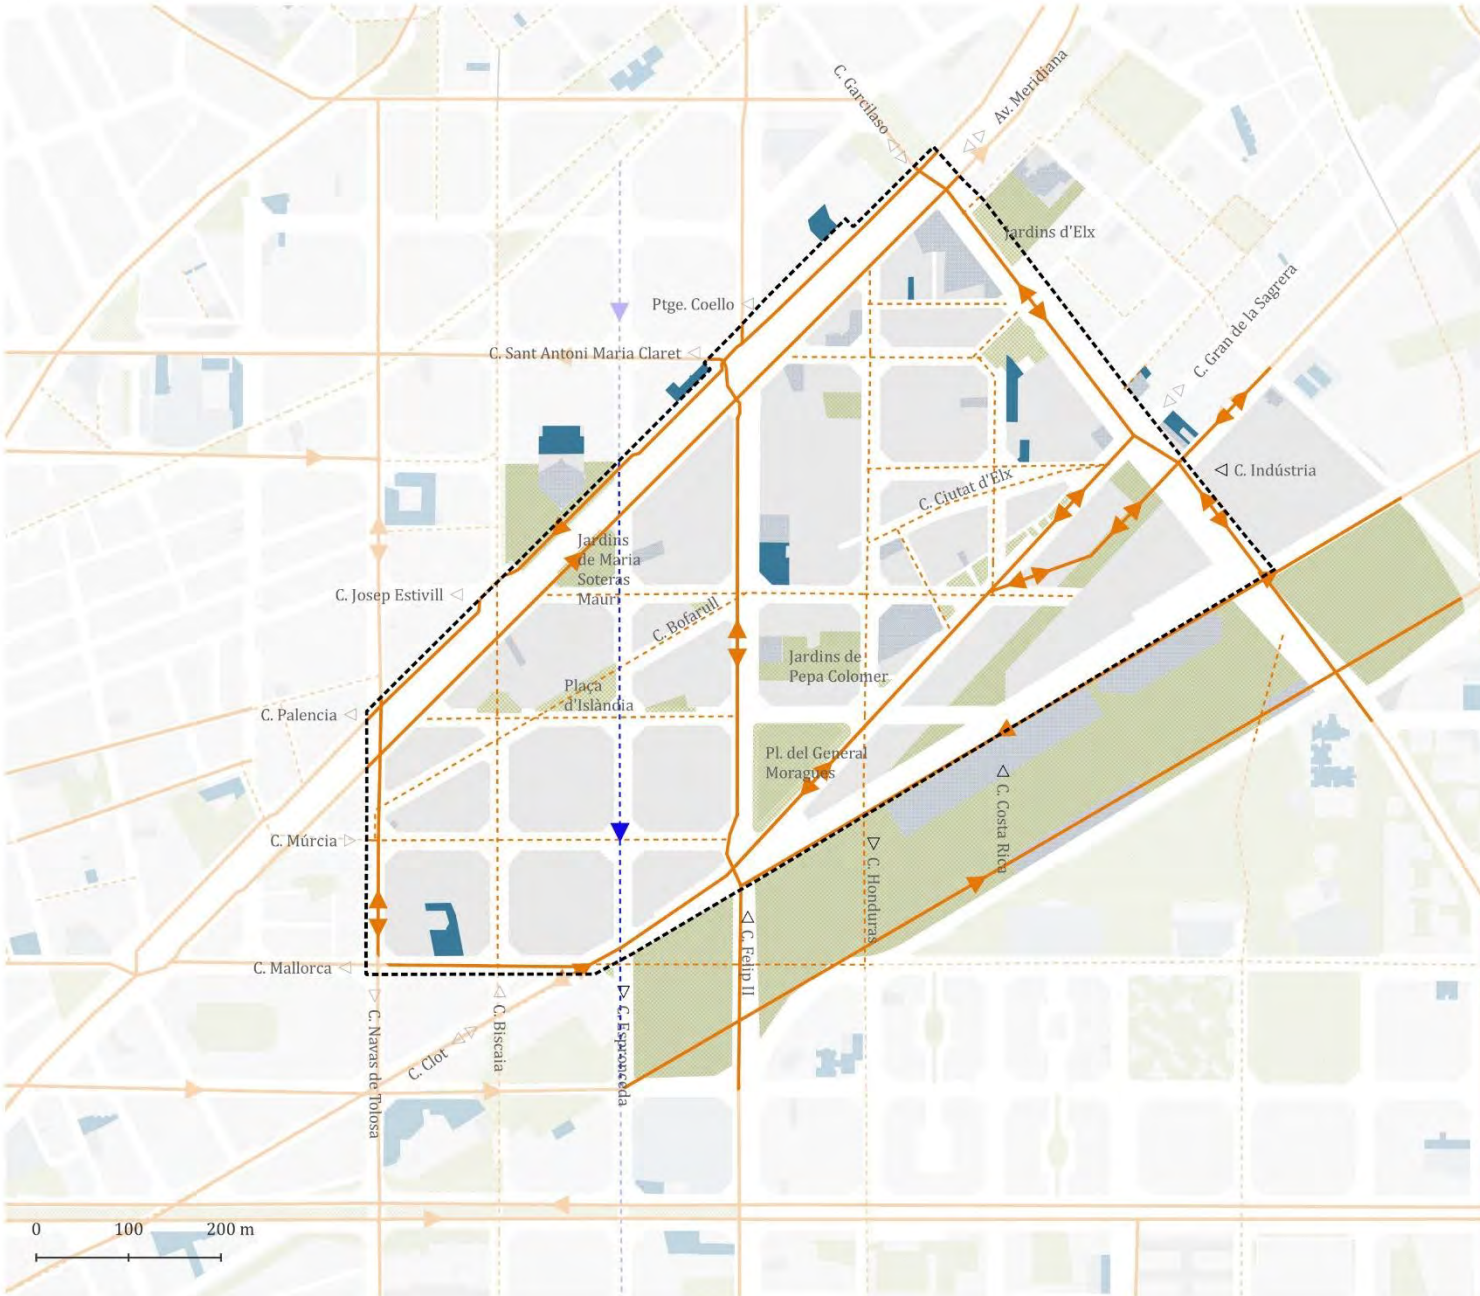 C. Garcilaso
Av. Meridiana
Jardins d'Elx
Ptge. Coello
C. Gran de la Sagrera
C. Sant Antoni Maria Claret
C. Indústria
C. Ciutat d'Elx
Jardins
de Maria
Soteras
Mauri
C. Josep Estivill
C. Bofarull
Jardins de
Pepa Colomer
Plaça
d'Islàndia
C. Palencia
Pl. del General
Moragues
C. Costa Rica
C. Múrcia
C. Honduras
C. Felip II
C. Mallorca
C. Navas de Tolosa
C. Clot
C. Biscaia
C. Espronceda
0 100 200 m